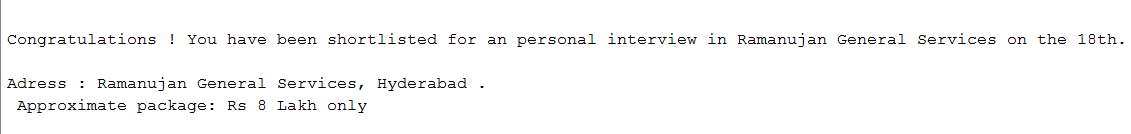 Congratulations ! You have been shortlisted for an personal interview in Ramanujan General Services on the 18th.
Adress : Ramanujan General Services, Hyderabad .
Approximate package: Rs 8 Lakh only